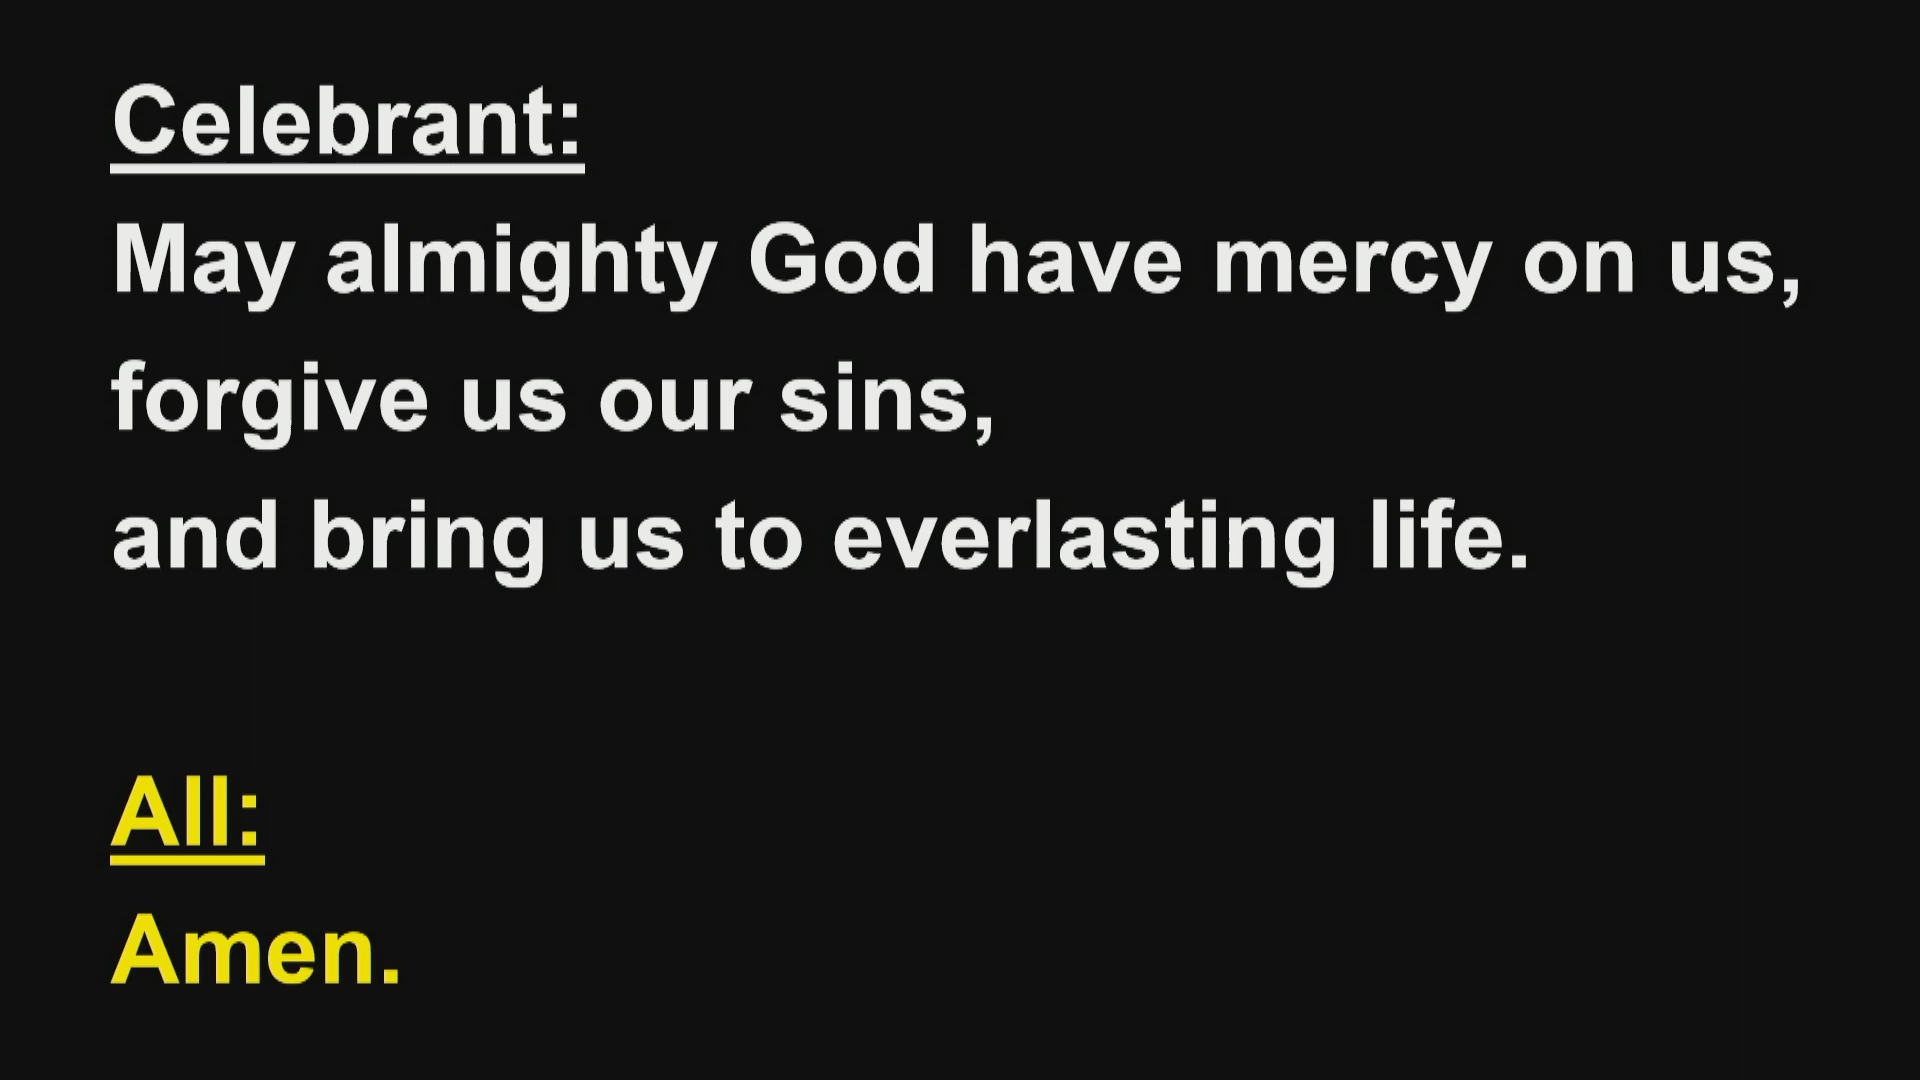 Celebrant:
May almighty God have mercy on us,
forgive us our sins,
and bring us to everlasting life.
All:
Amen.